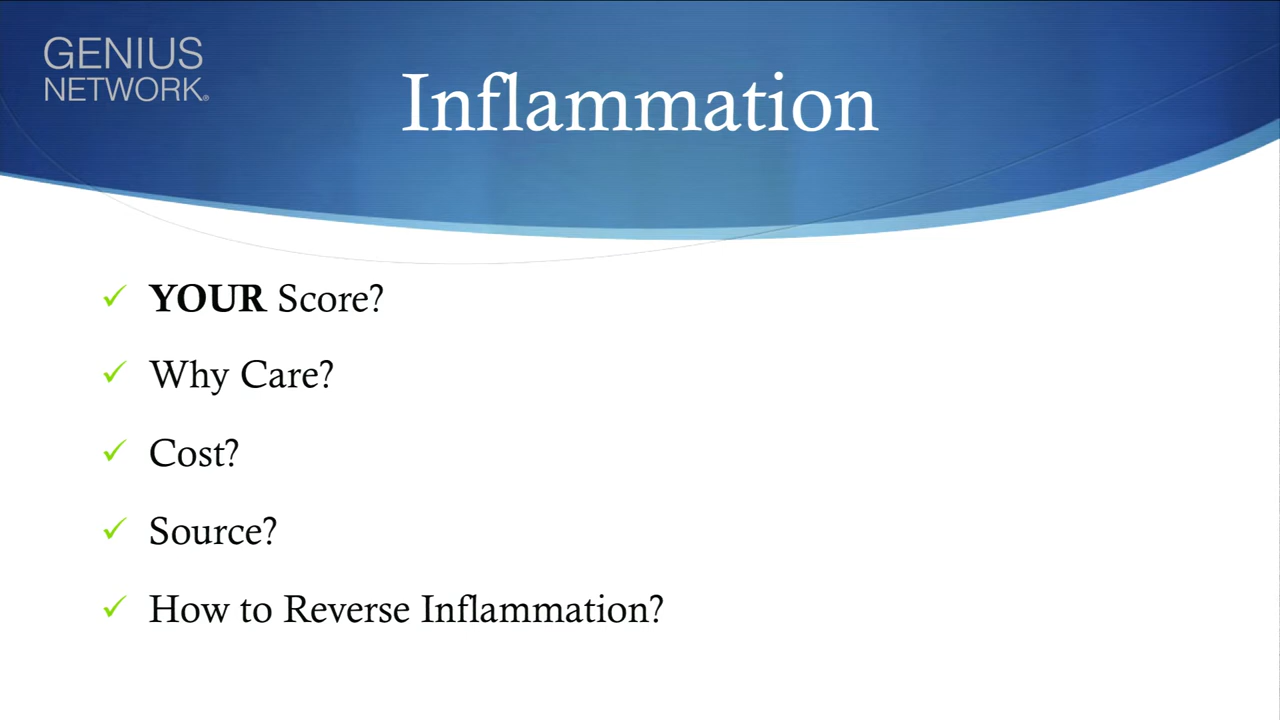 GENIUS
NETWORK®
Inflammation
YOUR Score?
Why Care?
Cost?
Source?
How to Reverse Inflammation?